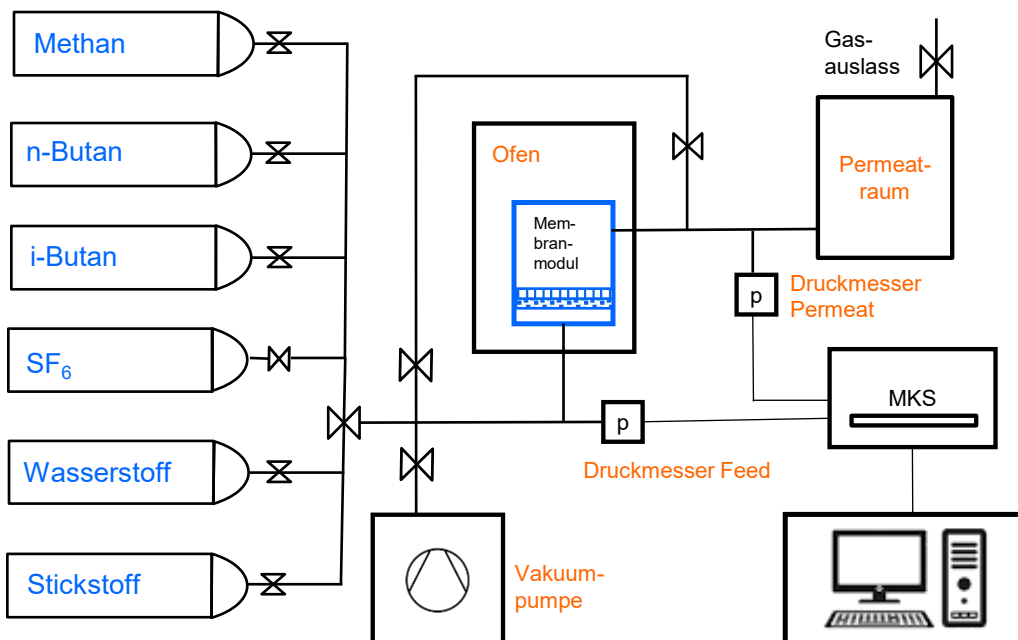 Methan
n-Butan
i-Butan
SF₆
Wasserstoff
Stickstoff
Ofen
Mem-
bran-
modul
Gas-
auslass
Permeat-
raum
p
Druckmesser
Permeat
MKS
p
Druckmesser Feed
Vakuum-
pumpe